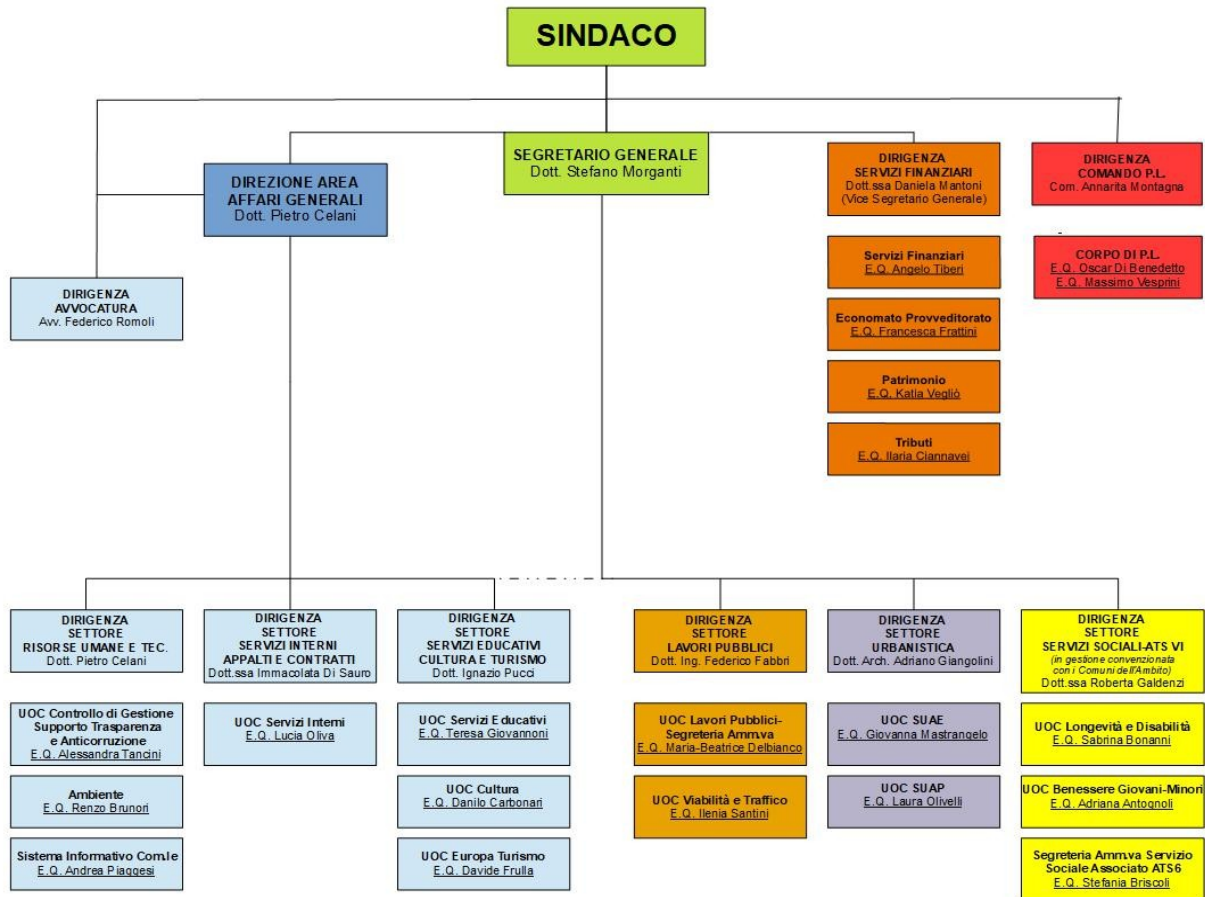 SINDACO
SEGRETARIO GENERALE
Dott. Stefano Morganti
DIREZIONE AREA
AFFARI GENERALI
Dott. Pietro Celani
DIRIGENZA
AVVOCATURA
Avv. Federico Romoli
DIRIGENZA
SERVIZI FINANZIARI
Dott.ssa Daniela Mantoni
(Vice Segretario Generale)
Servizi Finanziari
E.Q. Angelo Tiberi
Economato Provveditorato
E.Q. Francesca Frattini
Patrimonio
E.Q. Katia Vegliò
Tributi
E.Q. Ilaria Ciannavei
DIRIGENZA
COMANDO P.L.
Com. Annarita Montagna
CORPO DI P.L.
E.Q. Oscar Di Benedetto
E.Q. Massimo Vesprini
DIRIGENZA
SETTORE
RISORSE UMANE E TEC.
Dott. Pietro Celani
UOC Controllo di Gestione
Supporto Trasparenza
e Anticorruzione
E.Q. Alessandra Tancini
Ambiente
E.Q. Renzo Brunori
Sistema Informativo Com.le
E.Q. Andrea Piaggesi
DIRIGENZA
SETTORE
SERVIZI INTERNI
APPALTI E CONTRATTI
Dott.ssa Immacolata Di Sauro
UOC Servizi Interni
E.Q. Lucia Oliva
DIRIGENZA
SETTORE
SERVIZI EDUCATIVI
CULTURA E TURISMO
Dott. Ignazio Pucci
UOC Servizi Educativi
E.Q. Teresa Giovannoni
UOC Cultura
E.Q. Danilo Carbonari
UOC Europa Turismo
E.Q. Davide Frulla
DIRIGENZA
SETTORE
LAVORI PUBBLICI
Dott. Ing. Federico Fabbri
UOC Lavori Pubblici-
Segreteria Amm.va
E.Q. Maria-Beatrice Delbianco
UOC Viabilità e Traffico
E.Q. Ilenia Santini
DIRIGENZA
SETTORE
URBANISTICA
Dott. Arch. Adriano Giangolini
UOC SUAE
E.Q. Giovanna Mastrangelo
UOC SUAP
E.Q. Laura Olivelli
DIRIGENZA
SETTORE
SERVIZI SOCIALI-ATS VI
(in gestione convenzionata
con i Comuni dell'Ambito)
Dott.ssa Roberta Galdenzi
UOC Longevità e Disabilità
E.Q. Sabrina Bonanni
UOC Benessere Giovani-Minori
E.Q. Adriana Antognoli
Segreteria Amm.va Servizio
Sociale Associato ATS6
E.Q. Stefania Briscoli